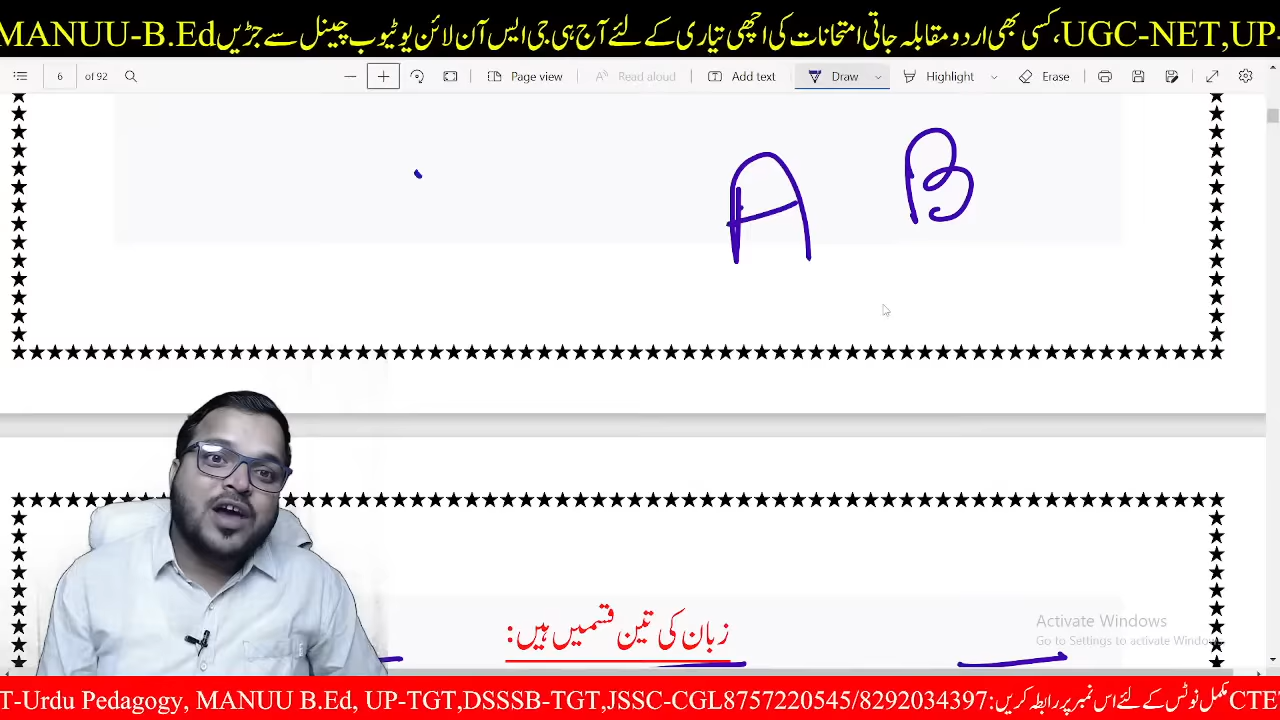 MANUU-B.Ed کسی بھی اردو مقابلہ جاتی امتحانات کی اچھی تیاری کے لئے آج ہی جی ایس آن لائن یوٹیوب چینل سے جڑیں، UGC-NET,UP-
6 of 92 Page view Read aloud Add text Draw Highlight Erase
A B
زبان کی تین قسمیں ہیں:
Activate Windows
Go to Settings to activate Windows
T-Urdu Pedagogy, MANUU B.Ed, UP-TGT,DSSSB-TGT,JSSC-CGL8757220545/8292034397:مکمل نوٹس کے لئے اس نمبر پر رابطہ کریں CTE